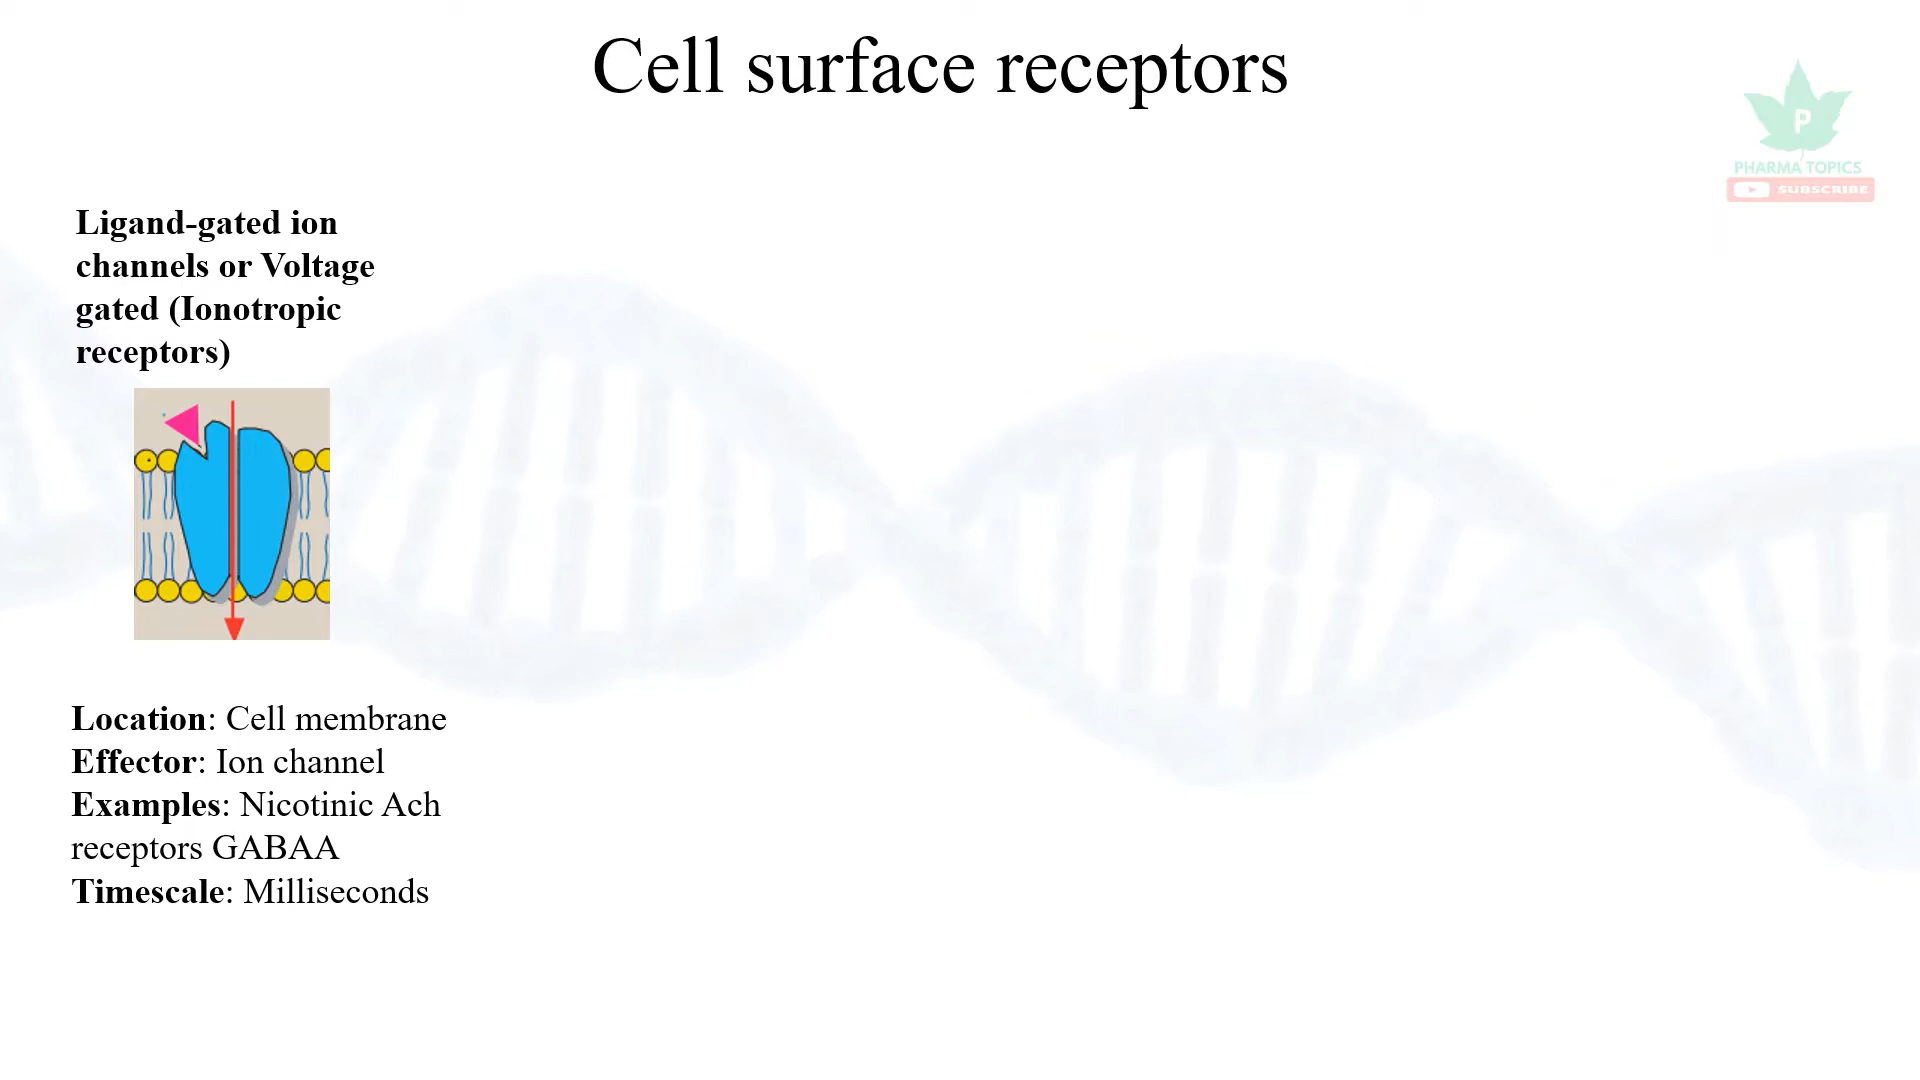 Cell surface receptors
P
PHARMA TOPICS
SUBSCRIBE
Ligand-gated ion
channels or Voltage
gated (Ionotropic
receptors)
Location: Cell membrane
Effector: Ion channel
Examples: Nicotinic Ach
receptors GABAA
Timescale: Milliseconds